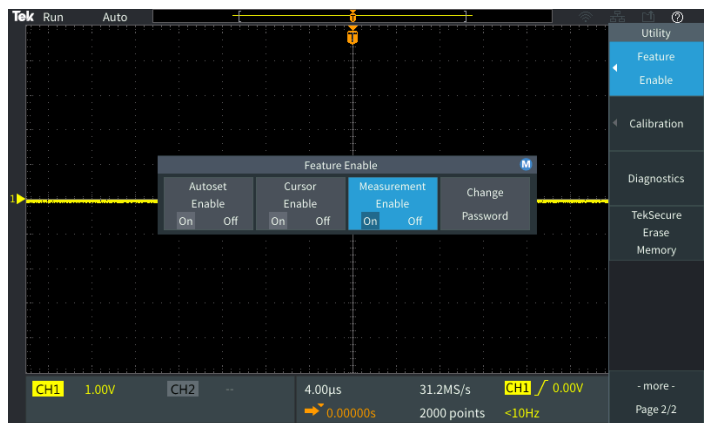 Tek Run Auto
Utility
Feature
Enable
Calibration
Diagnostics
TekSecure
Erase
Memory
- more -
Page 2/2
T
1
Feature Enable
M
Autoset
Enable
On Off
Cursor
Enable
On Off
Measurement
Enable
On Off
Change
Password
CH1 1.00V CH2 -- 4.00µs 31.2MS/s CH1 0.00V
0.00000s 2000 points <10Hz